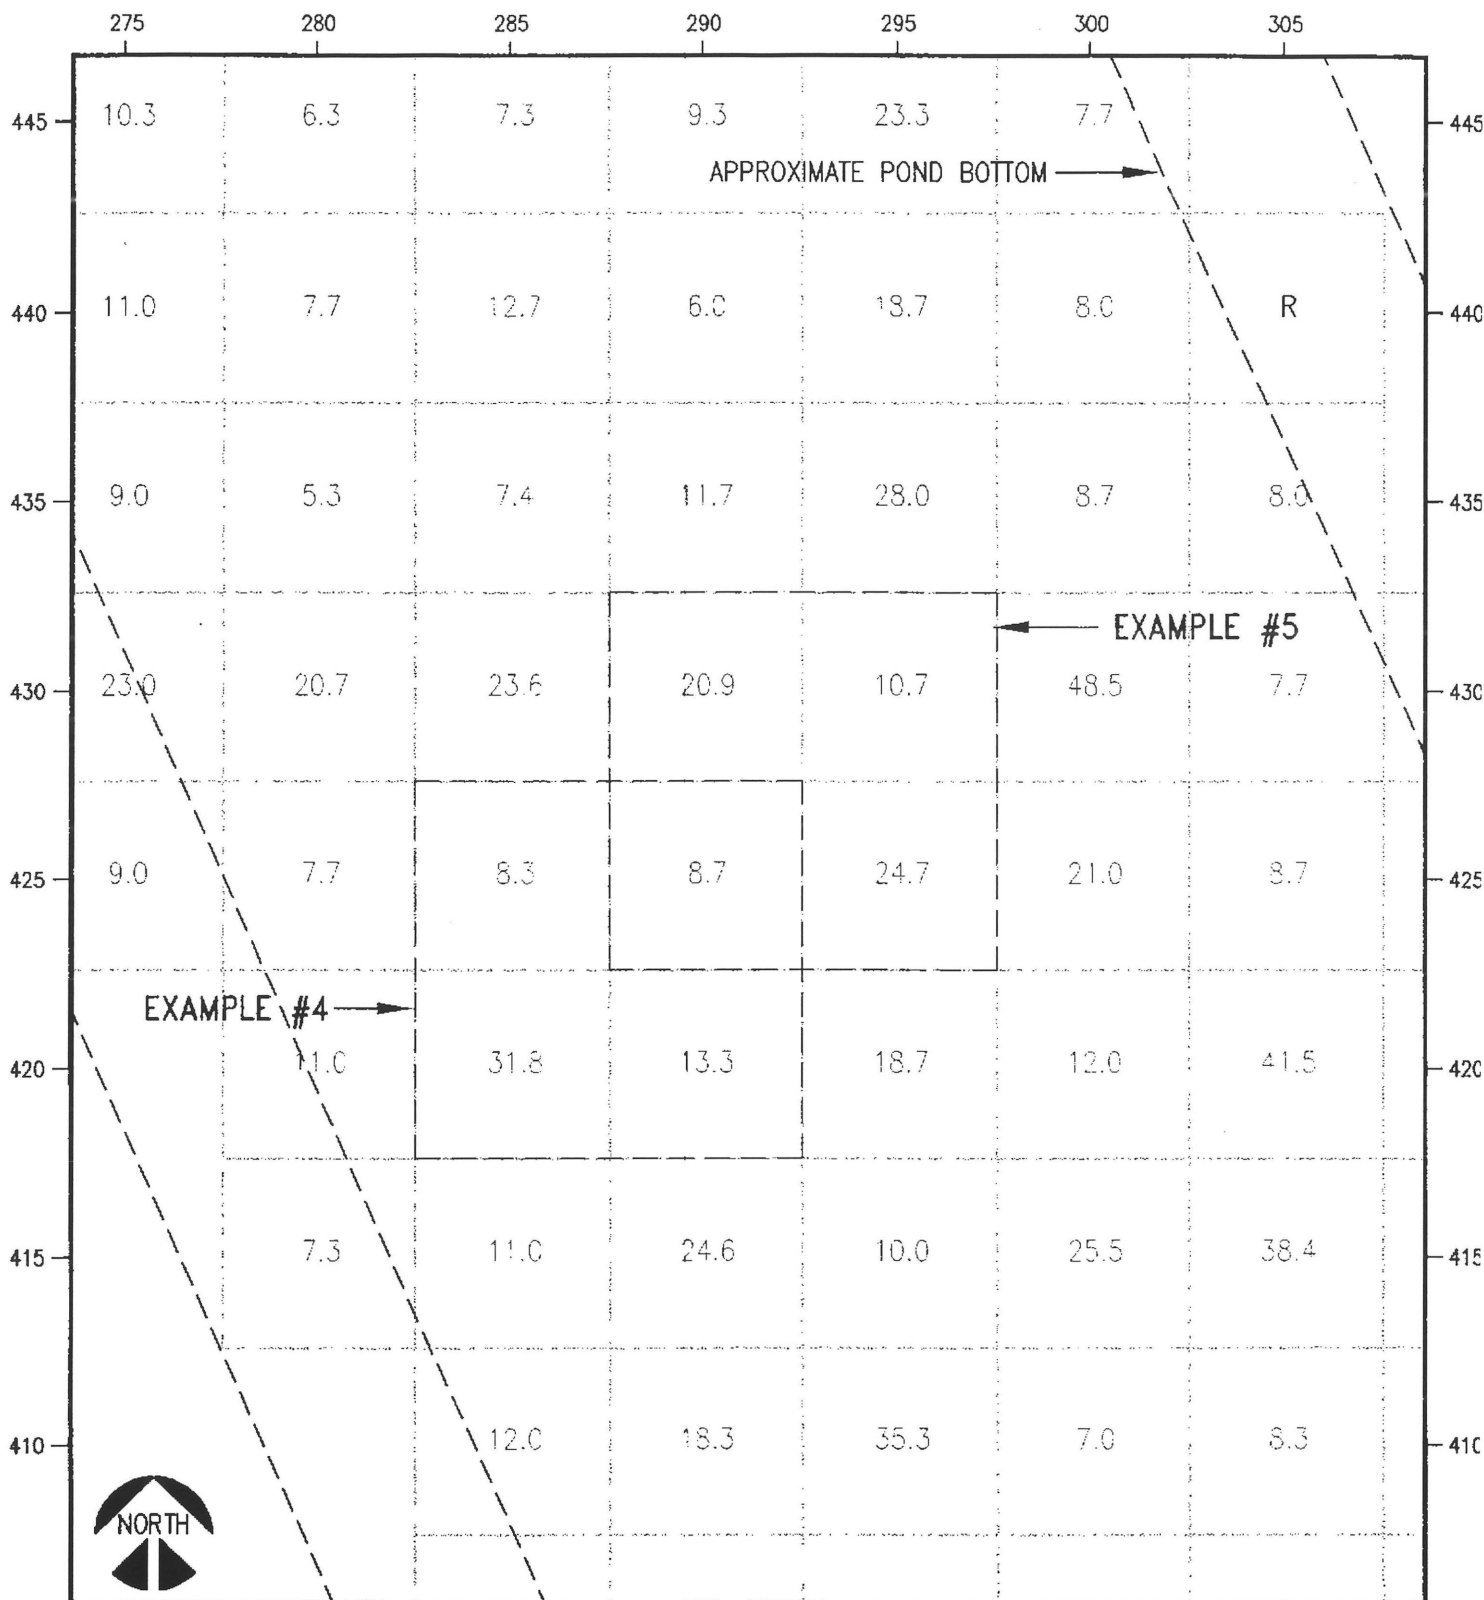 275 280 285 290 295 300 305
445 10.3 6.3 7.3 9.3 23.3 7.7 445
APPROXIMATE POND BOTTOM
440 11.0 7.7 12.7 6.0 18.7 8.0 R 440
435 9.0 5.3 7.4 11.7 28.0 8.7 8.0 435
EXAMPLE #5
430 23.0 20.7 23.6 20.9 10.7 48.5 7.7 430
425 9.0 7.7 8.3 8.7 24.7 21.0 8.7 425
EXAMPLE #4
420 11.0 31.8 13.3 18.7 12.0 41.5 420
415 7.3 11.0 24.6 10.0 25.5 38.4 415
410 12.0 18.3 35.3 7.0 8.3 410
NORTH